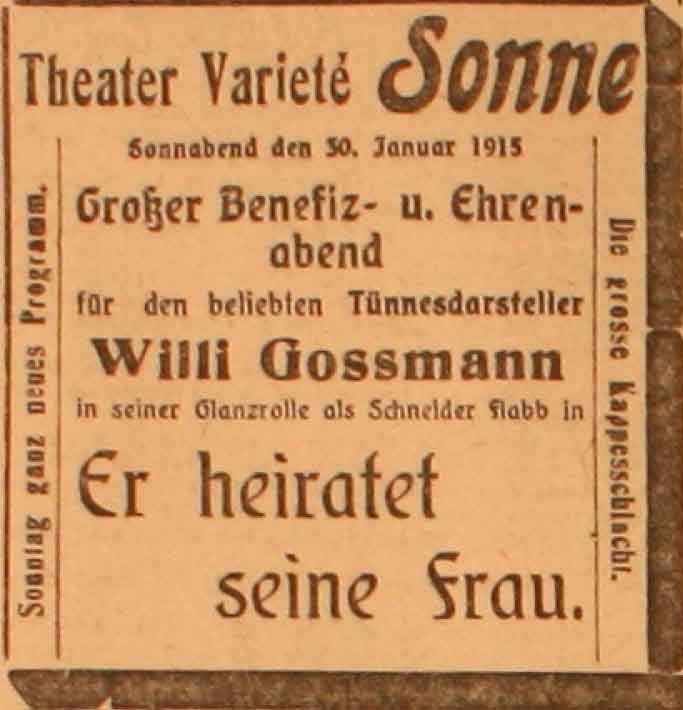 Theater Varieté Sonne
Sonnabend den 30. Januar 1915
Großer Benefiz- u. Ehren-
abend
für den beliebten Tünnesdarsteller
Willi Gossmann
in seiner Glanzrolle als Schneider Flabb in
Er heiratet
seine Frau.
Sonntag ganz neues Programm.
Die grosse Kappesschlacht.